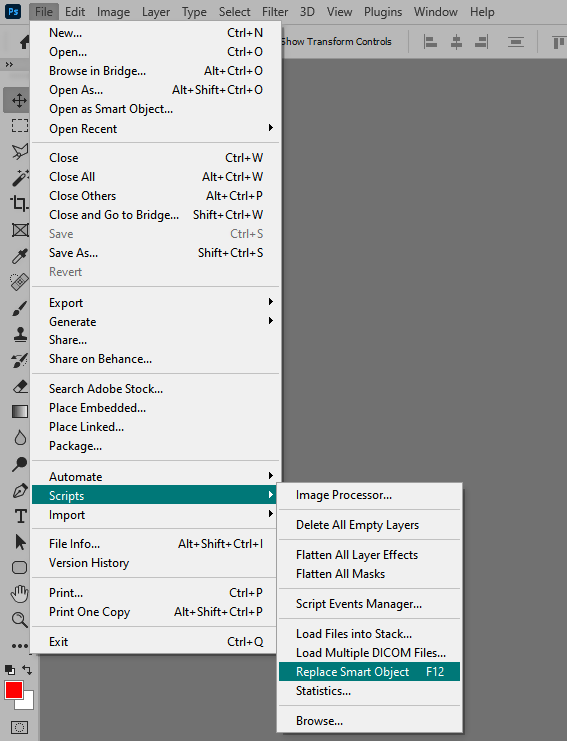 Ps File Edit Image Layer Type Select Filter 3D View Plugins Window Help
Show Transform Controls
New... Ctrl+N
Open... Ctrl+O
Browse in Bridge... Alt+Ctrl+O
Open As... Alt+Shift+Ctrl+O
Open as Smart Object...
Open Recent
Close Ctrl+W
Close All Alt+Ctrl+W
Close Others Alt+Ctrl+P
Close and Go to Bridge... Shift+Ctrl+W
Save Ctrl+S
Save As... Shift+Ctrl+S
Revert
Export
Generate
Share...
Share on Behance...
Search Adobe Stock...
Place Embedded...
Place Linked...
Package...
Automate
Scripts
Import
File Info... Alt+Shift+Ctrl+I
Version History
Print... Ctrl+P
Print One Copy Alt+Shift+Ctrl+P
Exit Ctrl+Q
Image Processor...
Delete All Empty Layers
Flatten All Layer Effects
Flatten All Masks
Script Events Manager...
Load Files into Stack...
Load Multiple DICOM Files...
Replace Smart Object F12
Statistics...
Browse...